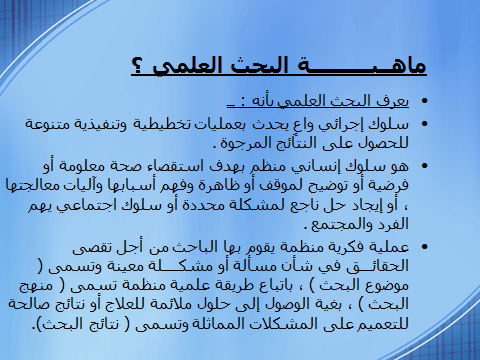 ماهــيـــــــــة البحث العلمي ؟
يعرف البحث العلمي بأنه : ــ
سلوك إجرائي واعٍ يحدث بعمليات تخطيطية وتنفيذية متنوعة
للحصول على النتائج المرجوة .
هو سلوك إنساني منظم بهدف استقصاء صحة معلومة أو
فرضية أو توضيح لموقف أو ظاهرة وفهم أسبابها وآليات معالجتها
، أو إيجاد حل ناجع لمشكلة محددة أو سلوك اجتماعي يهم
الفرد والمجتمع .
عملية فكرية منظمة يقوم بها الباحث من أجل تقصى
الحقائـــق في شأن مسألة أو مشكـــلة معينة وتسمى (
موضوع البحث ) ، باتباع طريقة علمية منظمة تسمى ( منهج
البحث ) ، بغية الوصول إلى حلول ملائمة للعلاج أو نتائج صالحة
للتعميم على المشكلات المماثلة وتسمى ( نتائج البحث).